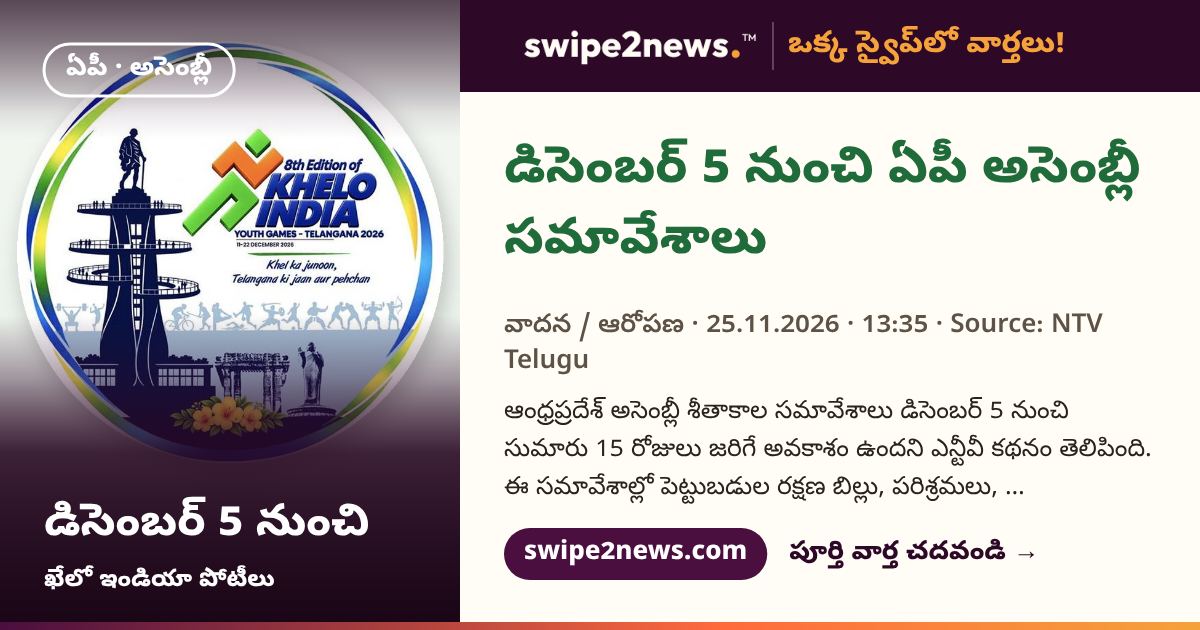 ఏపీ · అసెంబ్లీ
8th Edition of
KHELO
INDIA
YOUTH GAMES - TELANGANA 2026
11-22 DECEMBER 2026
Khel ka junoon,
Telangana ki jaan aur pehchan
డిసెంబర్ 5 నుంచి
ఖేలో ఇండియా పోటీలు
swipe2news.™ ఒక్క స్వైప్‌లో వార్తలు!
డిసెంబర్ 5 నుంచి ఏపీ అసెంబ్లీ
సమావేశాలు
వాదన / ఆరోపణ · 25.11.2026 · 13:35 · Source: NTV
Telugu
ఆంధ్రప్రదేశ్ అసెంబ్లీ శీతాకాల సమావేశాలు డిసెంబర్ 5 నుంచి
సుమారు 15 రోజులు జరిగే అవకాశం ఉందని ఎన్టీవీ కథనం తెలిపింది.
ఈ సమావేశాల్లో పెట్టుబడుల రక్షణ బిల్లు, పరిశ్రమలు, ...
swipe2news.com పూర్తి వార్త చదవండి →